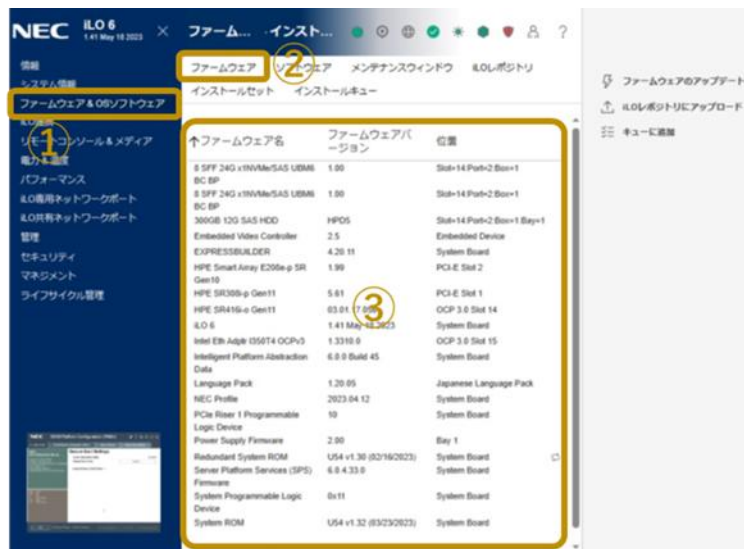 NEC iLO 6
1.41 May 18 2023
ファーム... ·インスト...
情報
システム情報
ファームウェア & OSソフトウェア
リモートコンソール & メディア
パフォーマンス
iLO専用ネットワークポート
iLO共有ネットワークポート
管理
セキュリティ
マネジメント
ライフサイクル管理
①
ファームウェア ソフトウェア メンテナンスウィンドウ iLOレポジトリ
②
インストールセット インストールキュー
ファームウェア名 ファームウェアバージョン 位置
8 SFF 24G x1NVMe/SAS UBM6 BC BP 1.00 Slot=14:Port=2:Box=1
8 SFF 24G x1NVMe/SAS UBM6 BC BP 1.00 Slot=14:Port=2:Box=1
300GB 12G SAS HDD HPD5 Slot=14:Port=2:Box=1:Bay=1
Embedded Video Controller 2.5 Embedded Device
EXPRESSBUILDER 4.20.11 System Board
HPE Smart Array E208e-p SR Gen10 1.99 PCI-E Slot 2
HPE SR308i-p Gen11 5.61 PCI-E Slot 1
HPE SR416i-o Gen11 03.01.17 OCP 3.0 Slot 14
③
iLO 6 1.41 May 18 2023 System Board
Intel Eth Adptr I350T4 OCPv3 1.3310.0 OCP 3.0 Slot 15
Intelligent Platform Abstraction Data 6.0.0 Build 45 System Board
Language Pack 1.20.05 Japanese Language Pack
NEC Profile 2023.04.12 System Board
PCIe Riser 1 Programmable Logic Device 10 System Board
Power Supply Firmware 2.00 Bay 1
Redundant System ROM U54 v1.30 (02/16/2023) System Board
Server Platform Services (SPS) Firmware 6.0.4.33.0 System Board
System Programmable Logic Device 0x11 System Board
System ROM U54 v1.32 (03/23/2023) System Board
ファームウェアのアップデート
iLOレポジトリにアップロード
キューに追加